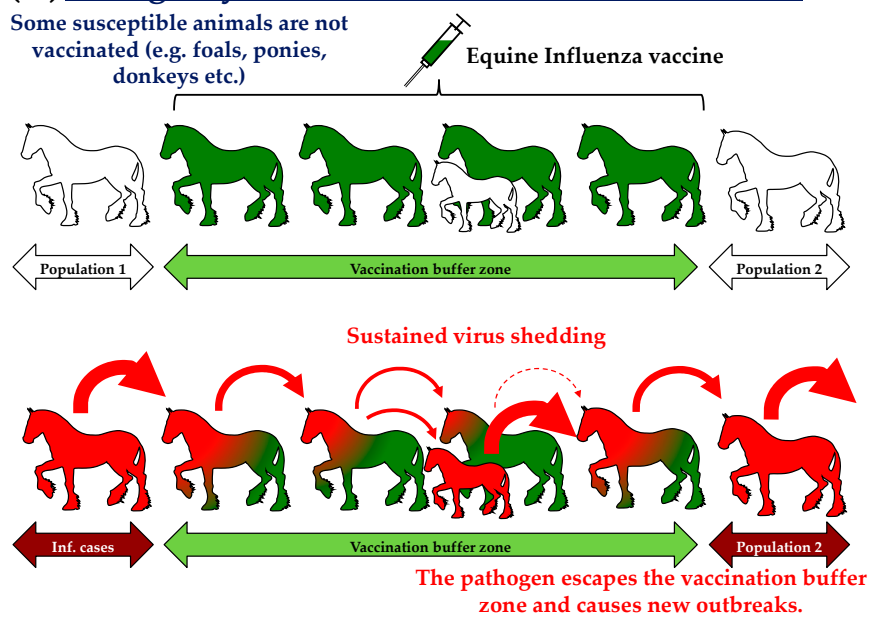 Some susceptible animals are not
vaccinated (e.g. foals, ponies,
donkeys etc.)
Equine Influenza vaccine
Population 1
Vaccination buffer zone
Population 2
Sustained virus shedding
Inf. cases
Vaccination buffer zone
Population 2
The pathogen escapes the vaccination buffer
zone and causes new outbreaks.